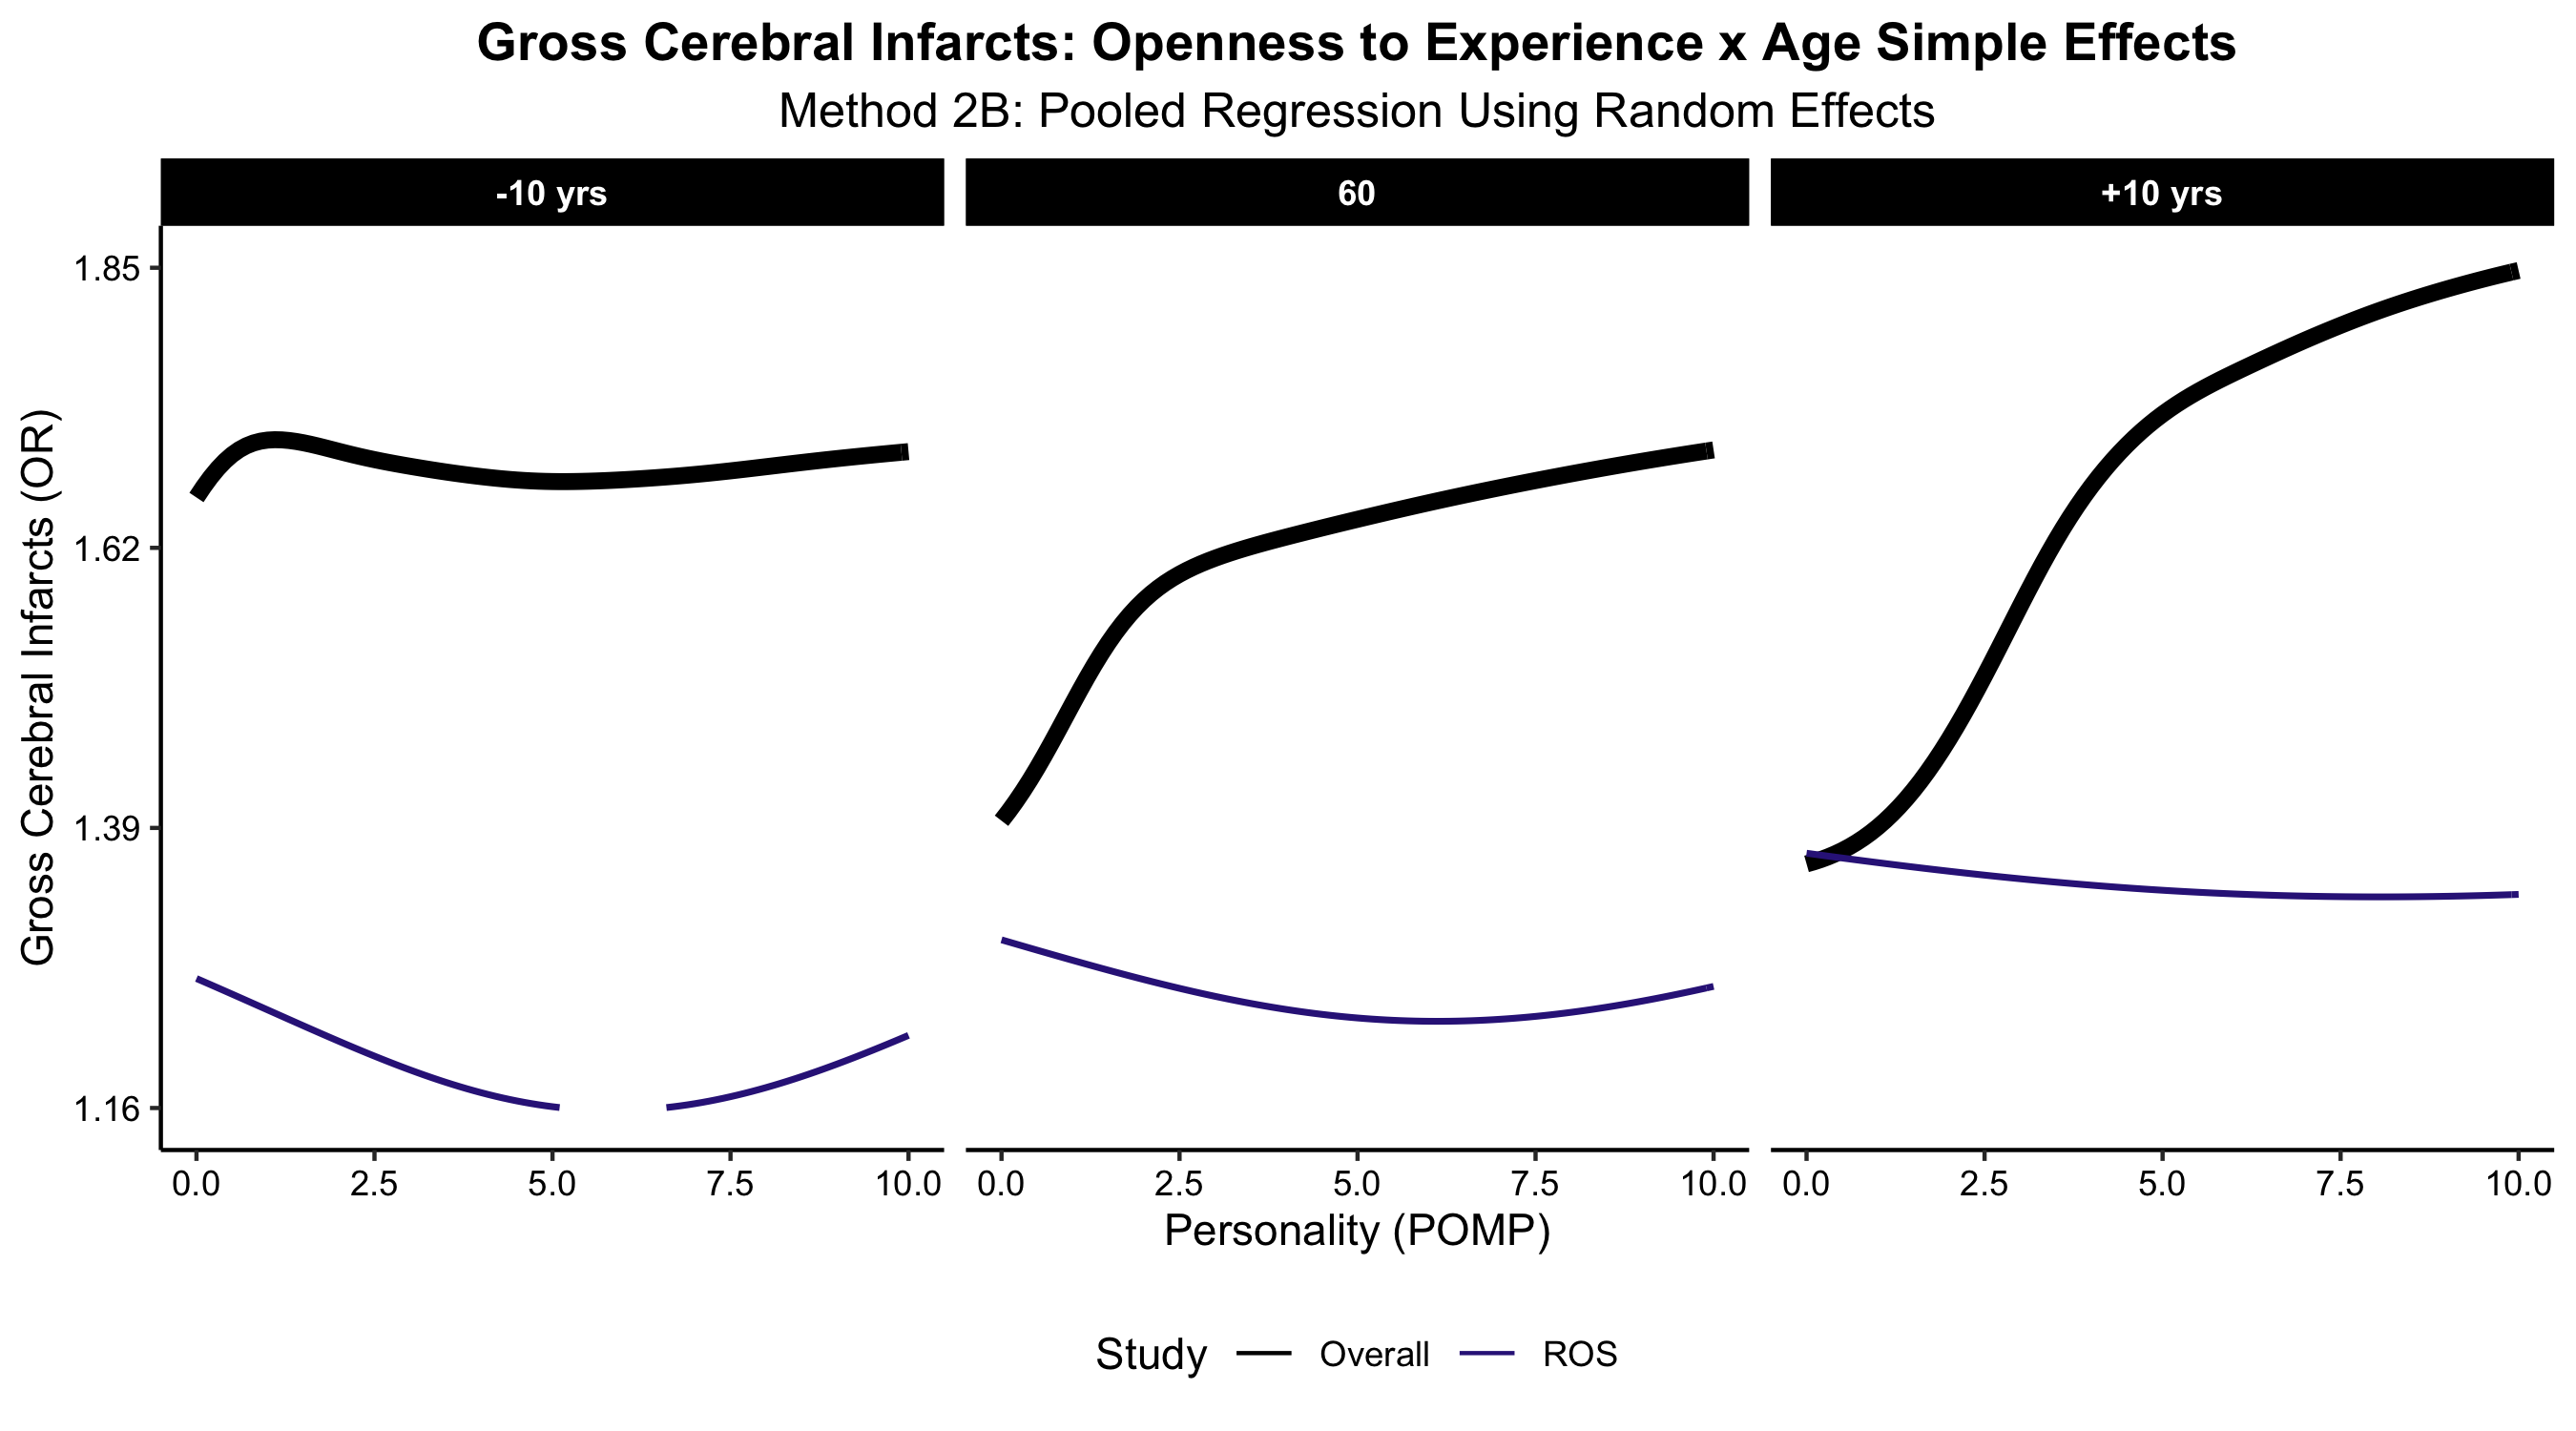 Gross Cerebral Infarcts: Openness to Experience x Age Simple Effects
Method 2B: Pooled Regression Using Random Effects
-10 yrs
60
+10 yrs
Gross Cerebral Infarcts (OR)
1.85
1.62
1.39
1.16
0.0 2.5 5.0 7.5 10.0
0.0 2.5 5.0 7.5 10.0
0.0 2.5 5.0 7.5 10.0
Personality (POMP)
Study Overall ROS